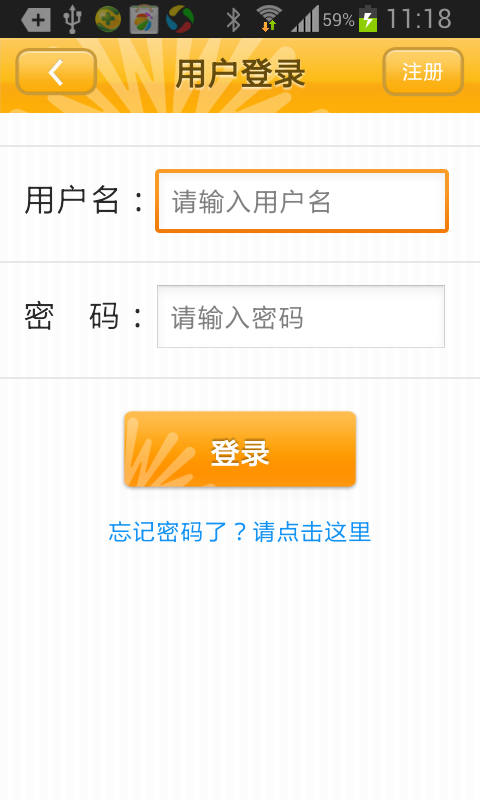 59% 11:18
用户登录 注册
用户名： 请输入用户名
密 码： 请输入密码
登录
忘记密码了？请点击这里